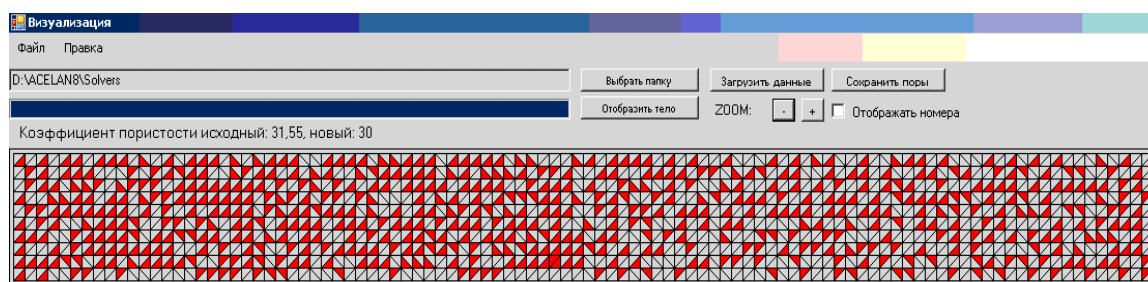 Визуализация
Файл Правка
D:\ACELAN8\Solvers Выбрать папку Загрузить данные Сохранить поры
Отобразить тело ZOOM: - + Отображать номера
Коэффициент пористости исходный: 31,55, новый: 30